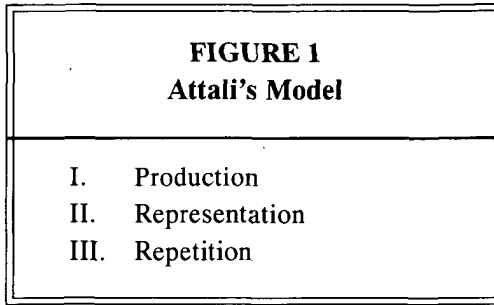 FIGURE 1
Attali's Model
I. Production
II. Representation
III. Repetition